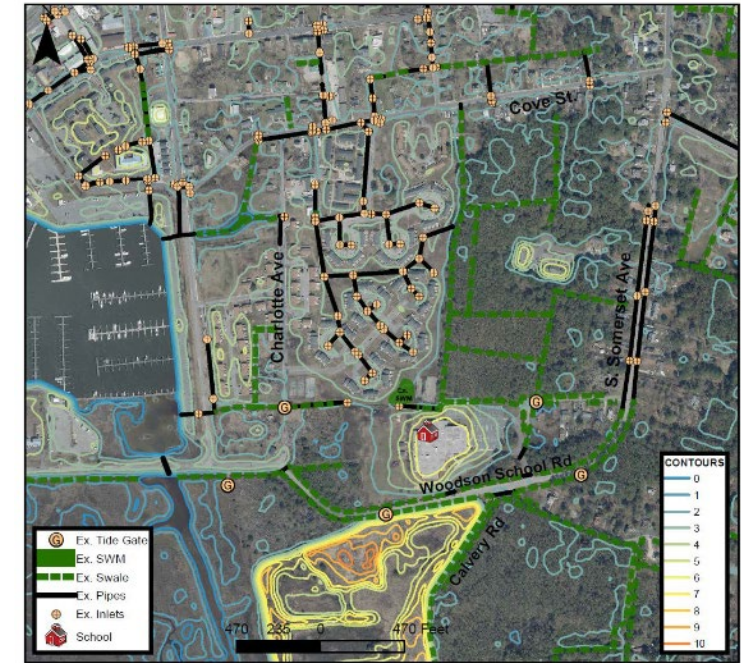 Cove St.
Charlotte Ave
S. Somerset Ave
Ex.
SWM
G
G
Woodson School Rd
G
G
G
Calvery Rd
G Ex. Tide Gate
Ex. SWM
Ex. Swale
Ex. Pipes
Ex. Inlets
School
470 235 0 470 Feet
CONTOURS
0
1
2
3
4
5
6
7
8
9
10